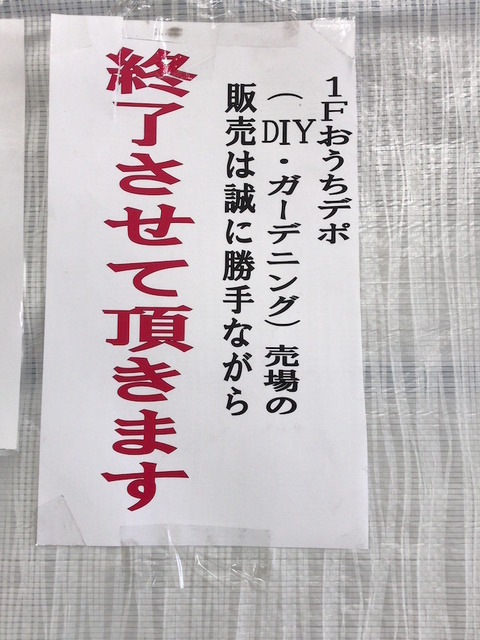 1Fおうちデポ
（DIY・ガーデニング）売場の
販売は誠に勝手ながら
終了させて頂きます